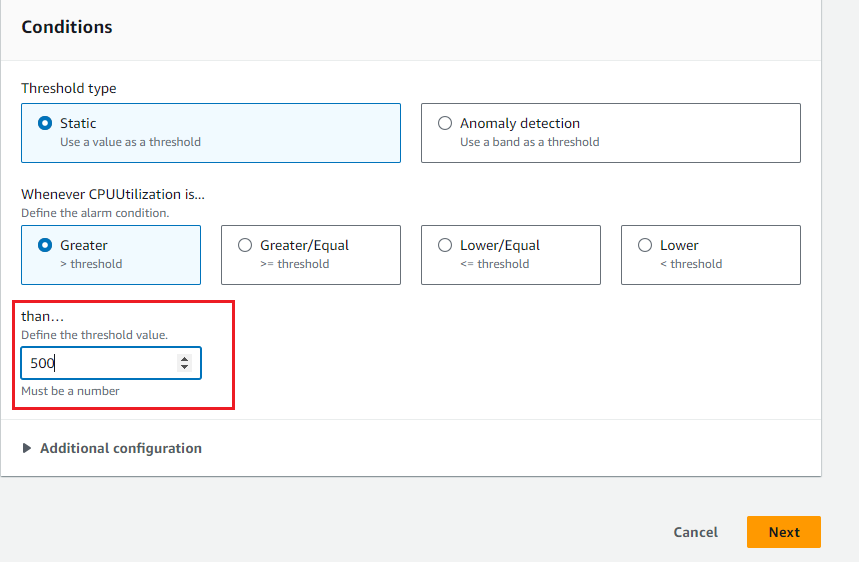 Conditions
Threshold type
Static
Use a value as a threshold
Anomaly detection
Use a band as a threshold
Whenever CPUUtilization is...
Define the alarm condition.
Greater
> threshold
Greater/Equal
>= threshold
Lower/Equal
<= threshold
Lower
< threshold
than…
Define the threshold value.
500
Must be a number
Additional configuration
Cancel
Next